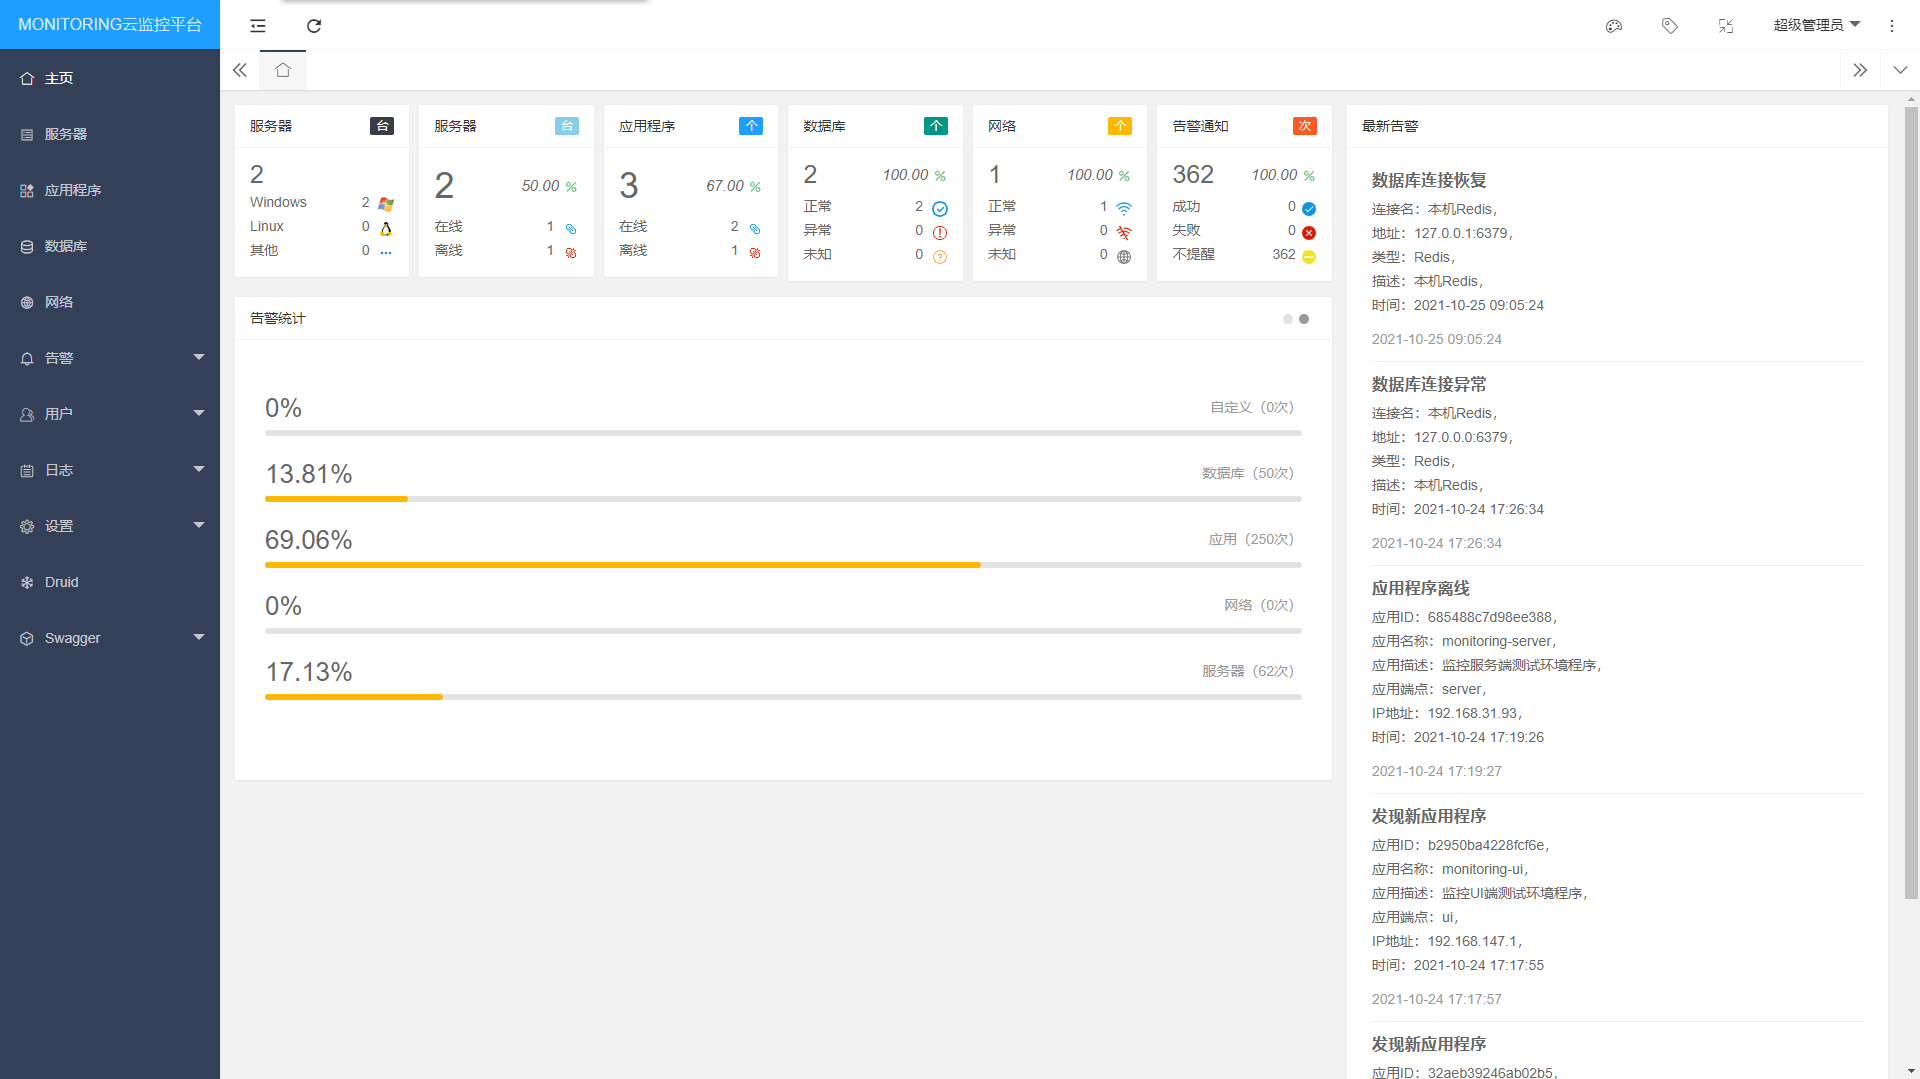 MONITORING云监控平台
超级管理员
主页
服务器
应用程序
数据库
网络
告警
用户
日志
设置
Druid
Swagger
服务器 台
2
Windows 2
Linux 0
其他 0
服务器 台
2 50.00 %
在线 1
离线 1
应用程序 个
3 67.00 %
在线 2
离线 1
数据库 个
2 100.00 %
正常 2
异常 0
未知 0
网络 个
1 100.00 %
正常 1
异常 0
未知 0
告警通知 次
362 100.00 %
成功 0
失败 0
不提醒 362
告警统计
0% 自定义（0次）
13.81% 数据库（50次）
69.06% 应用（250次）
0% 网络（0次）
17.13% 服务器（62次）
最新告警
数据库连接恢复
连接名：本机Redis，
地址：127.0.0.1:6379，
类型：Redis，
描述：本机Redis，
时间：2021-10-25 09:05:24
2021-10-25 09:05:24
数据库连接异常
连接名：本机Redis，
地址：127.0.0.0:6379，
类型：Redis，
描述：本机Redis，
时间：2021-10-24 17:26:34
2021-10-24 17:26:34
应用程序离线
应用ID：685488c7d98ee388，
应用名称：monitoring-server，
应用描述：监控服务端测试环境程序，
应用端点：server，
IP地址：192.168.31.93，
时间：2021-10-24 17:19:26
2021-10-24 17:19:27
发现新应用程序
应用ID：b2950ba4228fcf6e，
应用名称：monitoring-ui，
应用描述：监控UI端测试环境程序，
应用端点：ui，
IP地址：192.168.147.1，
时间：2021-10-24 17:17:55
2021-10-24 17:17:57
发现新应用程序
应用ID：32aeb39246ab02b5，